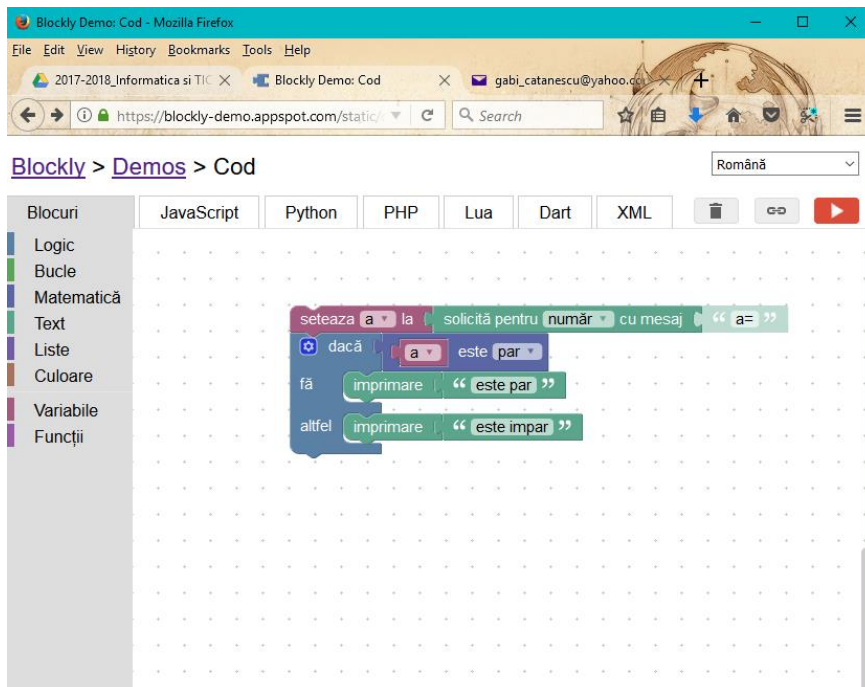 Blockly Demo: Cod - Mozilla Firefox
File Edit View History Bookmarks Tools Help
2017-2018_Informatica si TIC Blockly Demo: Cod gabi_catanescu@yahoo.co
https://blockly-demo.appspot.com/static/ Search
Blockly > Demos > Cod Română
Blocuri JavaScript Python PHP Lua Dart XML
Logic
Bucle
Matematică
Text
Liste
Culoare
Variabile
Funcții
seteaza a la solicită pentru număr cu mesaj “ a= ”
dacă a este par
fă imprimare “ este par ”
altfel imprimare “ este impar ”